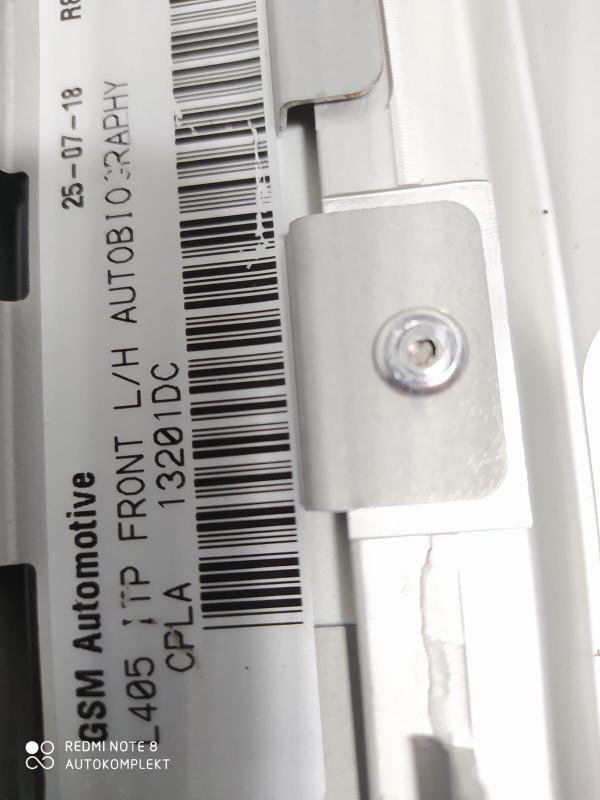 GSM Automotive 25-07-18
L405 ITP FRONT L/H AUTOBIOGRAPHY
CPLA 13201DC
REDMI NOTE 8
AUTOKOMPLEKT